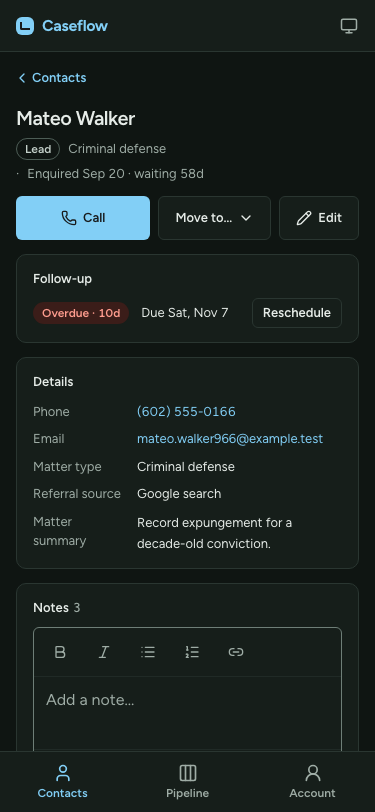 Caseflow
Contacts
Mateo Walker
Lead Criminal defense
· Enquired Sep 20 · waiting 58d
Call Move to... Edit
Follow-up
Overdue · 10d Due Sat, Nov 7 Reschedule
Details
Phone (602) 555-0166
Email mateo.walker966@example.test
Matter type Criminal defense
Referral source Google search
Matter summary Record expungement for a
decade-old conviction.
Notes 3
Add a note...
Contacts Pipeline Account